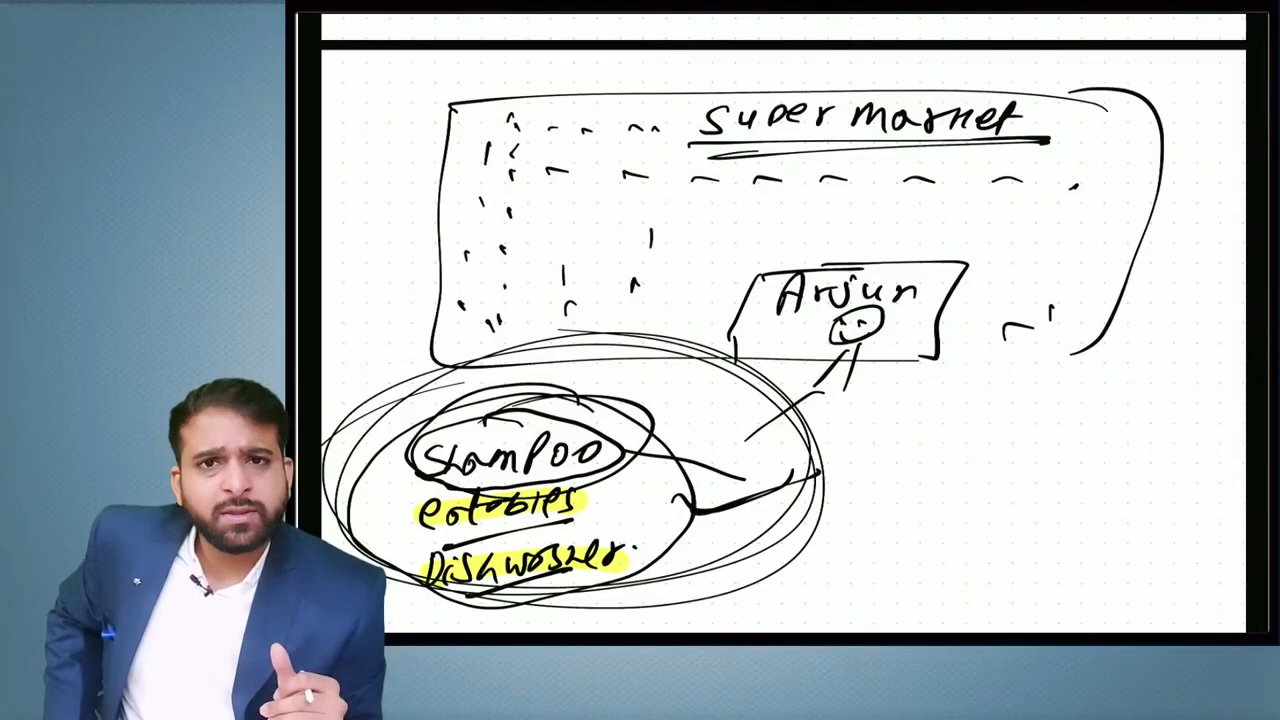 Super market
Arjun
Shampoo
eatables
Dishwasher.